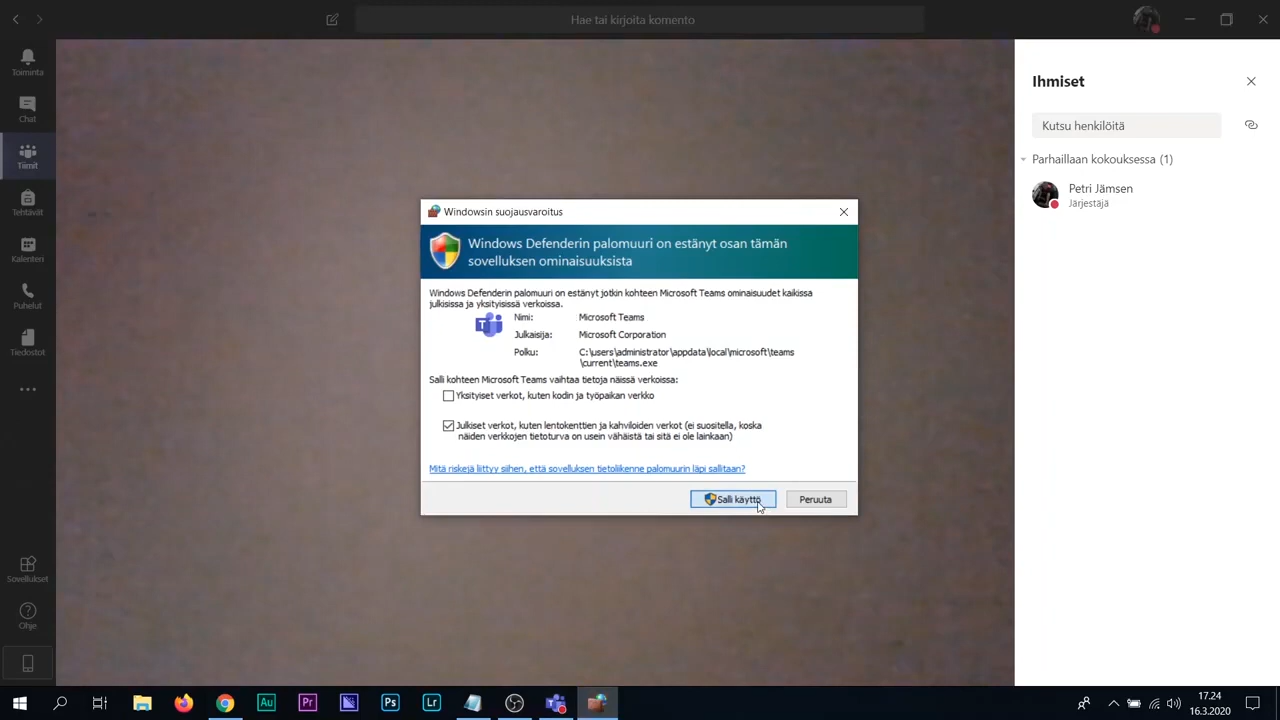 Hae tai kirjoita komento
Toiminta
Chat
Tiimit
Tehtävät
Kalenteri
Puhelut
Tiedostot
Sovellukset
Ohje
Ihmiset
Kutsu henkilöitä
Parhaillaan kokouksessa (1)
Petri Jämsen
Järjestäjä
Windowsin suojausvaroitus
Windows Defenderin palomuuri on estänyt osan tämän
sovelluksen ominaisuuksista
Windows Defenderin palomuuri on estänyt jotkin kohteen Microsoft Teams ominaisuudet kaikissa
julkisissa ja yksityisissä verkoissa.
Nimi: Microsoft Teams
Julkaisija: Microsoft Corporation
Polku: C:\users\administrator\appdata\local\microsoft\teams
\current\teams.exe
Salli kohteen Microsoft Teams vaihtaa tietoja näissä verkoissa:
Yksityiset verkot, kuten kodin ja työpaikan verkko
Julkiset verkot, kuten lentokenttien ja kahviloiden verkot (ei suositella, koska
näiden verkkojen tietoturva on usein vähäistä tai sitä ei ole lainkaan)
Mitä riskejä liittyy siihen, että sovelluksen tietoliikenne palomuurin läpi sallitaan?
Salli käyttö Peruuta
Au Pr Ps Lr
17.24
16.3.2020